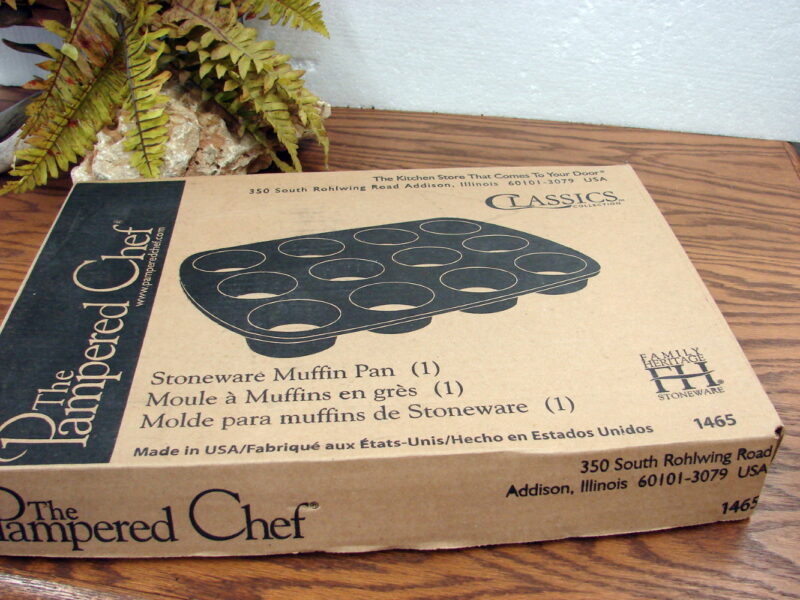 The Kitchen Store That Comes To Your Door®
350 South Rohlwing Road Addison, Illinois 60101-3079 USA
CLASSICS™
COLLECTION
The
Pampered Chef®
www.pamperedchef.com
Stoneware Muffin Pan (1)
Moule à Muffins en grès (1)
Molde para muffins de Stoneware (1)
FAMILY
HERITAGE
FH®
STONEWARE
Made in USA/Fabriqué aux États-Unis/Hecho en Estados Unidos
1465
The
Pampered Chef®
350 South Rohlwing Road
Addison, Illinois 60101-3079 USA
1465